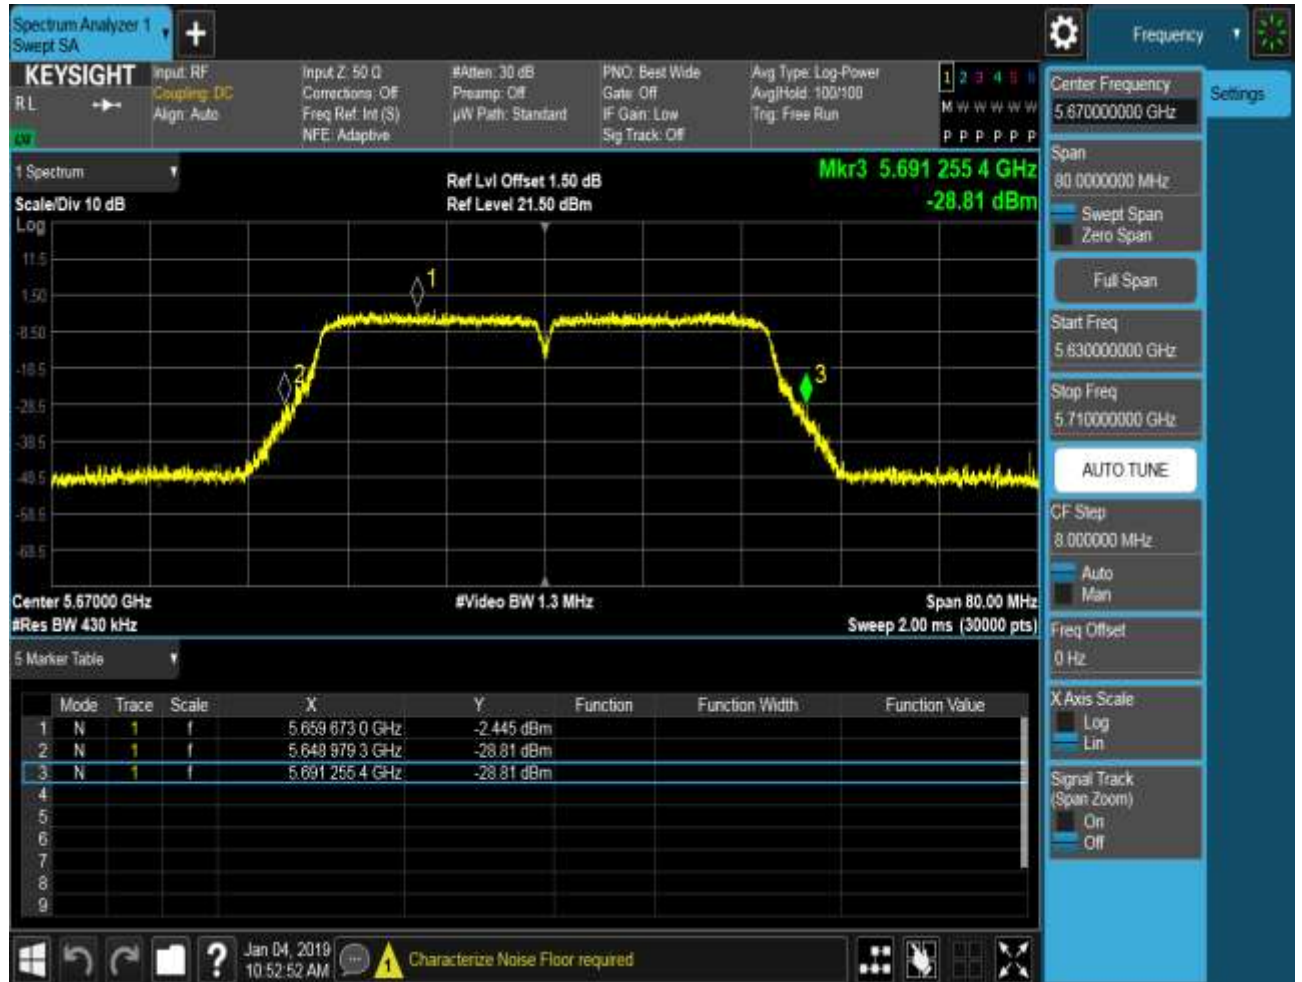 Spectrum Analyzer 1
Swept SA
+
Frequency
KEYSIGHT
RL
Input: RF
Coupling: DC
Align: Auto
Input Z: 50 Ω
Corrections: Off
Freq Ref: Int (S)
NFE: Adaptive
#Atten: 30 dB
Preamp: Off
µW Path: Standard
PNO: Best Wide
Gate: Off
IF Gain: Low
Sig Track: Off
Avg Type: Log-Power
Avg|Hold: 100/100
Trig: Free Run
1 2 3 4 5 6
M W W W W W
P P P P P P
1 Spectrum
Scale/Div 10 dB
Ref Lvl Offset 1.50 dB
Ref Level 21.50 dBm
Mkr3 5.691 255 4 GHz
-28.81 dBm
Log
11.5
1.50
-8.50
-18.5
-28.5
-38.5
-48.5
-58.5
-68.5
1
2
3
Center 5.67000 GHz
#Res BW 430 kHz
#Video BW 1.3 MHz
Span 80.00 MHz
Sweep 2.00 ms (30000 pts)
5 Marker Table
Mode Trace Scale X Y Function Function Width Function Value
1 N 1 f 5.659 673 0 GHz -2.445 dBm
2 N 1 f 5.648 979 3 GHz -28.81 dBm
3 N 1 f 5.691 255 4 GHz -28.81 dBm
4
5
6
7
8
9
Jan 04, 2019
10:52:52 AM
?
1
Characterize Noise Floor required
Center Frequency
5.670000000 GHz
Settings
Span
80.0000000 MHz
Swept Span
Zero Span
Full Span
Start Freq
5.630000000 GHz
Stop Freq
5.710000000 GHz
AUTO TUNE
CF Step
8.000000 MHz
Auto
Man
Freq Offset
0 Hz
X Axis Scale
Log
Lin
Signal Track
(Span Zoom)
On
Off